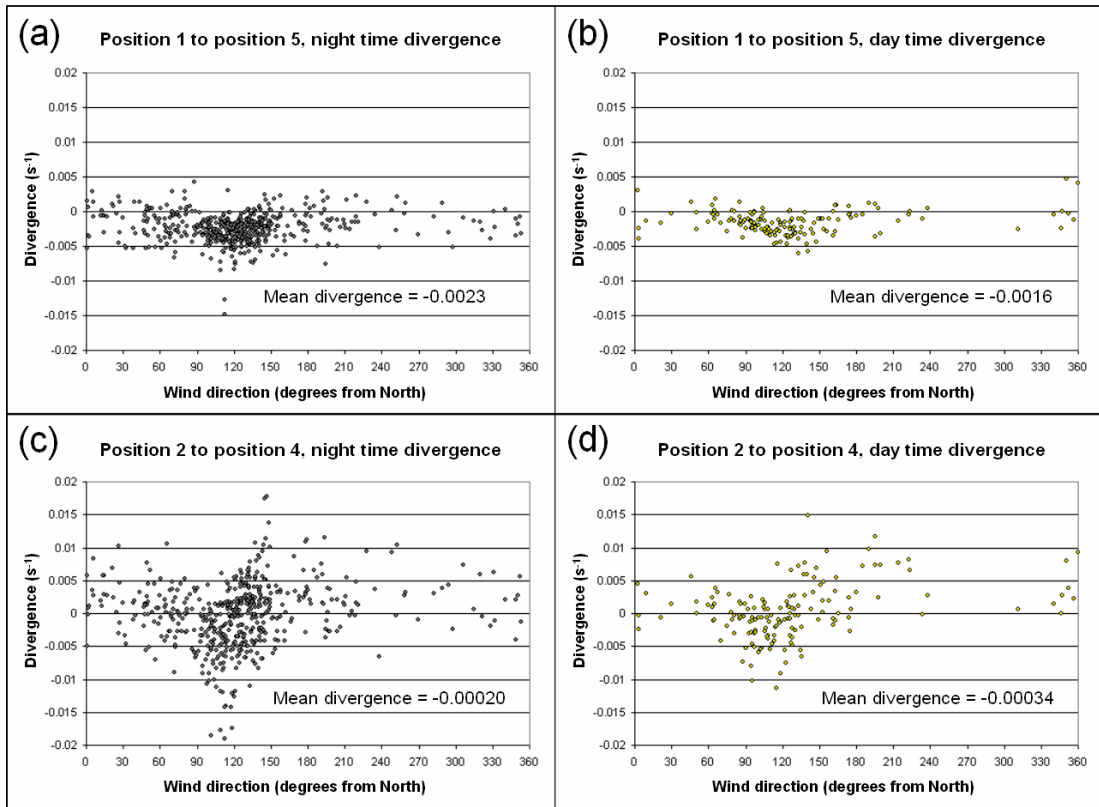 (a)
Position 1 to position 5, night time divergence
0.02
0.015
0.01
0.005
0
-0.005
-0.01
-0.015
-0.02
Divergence (s⁻¹)
Mean divergence = -0.0023
0 30 60 90 120 150 180 210 240 270 300 330 360
Wind direction (degrees from North)
(b)
Position 1 to position 5, day time divergence
0.02
0.015
0.01
0.005
0
-0.005
-0.01
-0.015
-0.02
Divergence (s⁻¹)
Mean divergence = -0.0016
0 30 60 90 120 150 180 210 240 270 300 330 360
Wind direction (degrees from North)
(c)
Position 2 to position 4, night time divergence
0.02
0.015
0.01
0.005
0
-0.005
-0.01
-0.015
-0.02
Divergence (s⁻¹)
Mean divergence = -0.00020
0 30 60 90 120 150 180 210 240 270 300 330 360
Wind direction (degrees from North)
(d)
Position 2 to position 4, day time divergence
0.02
0.015
0.01
0.005
0
-0.005
-0.01
-0.015
-0.02
Divergence (s⁻¹)
Mean divergence = -0.00034
0 30 60 90 120 150 180 210 240 270 300 330 360
Wind direction (degrees from North)